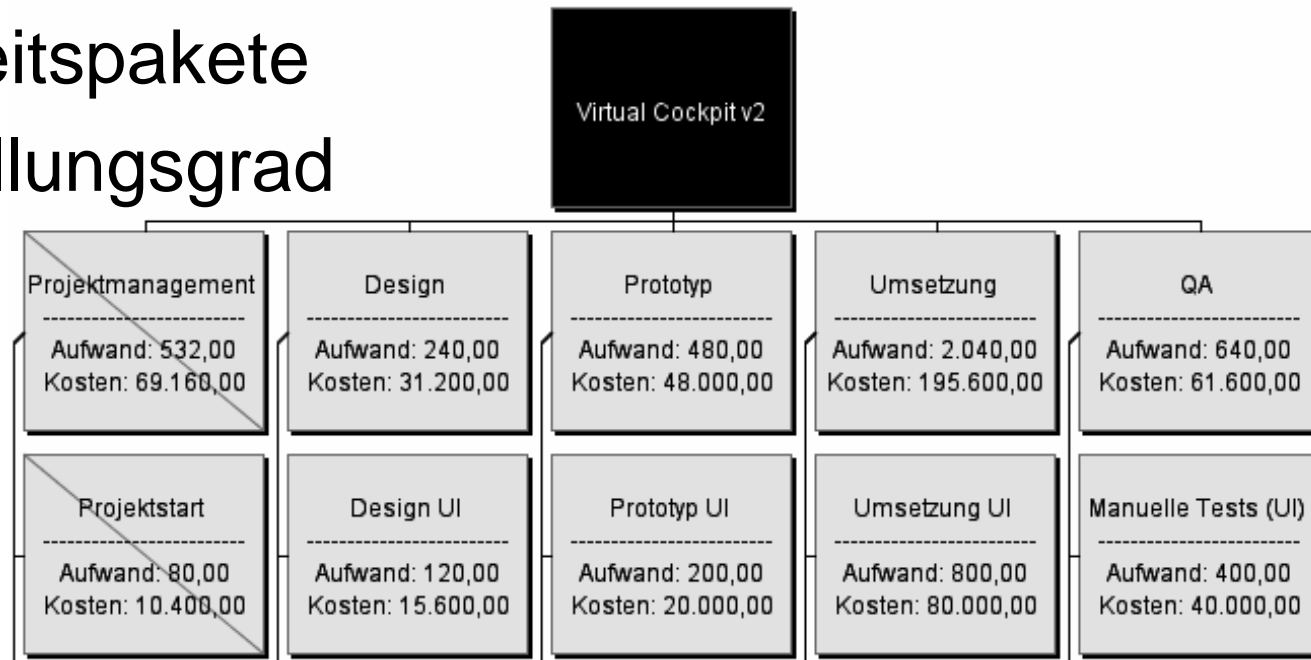 eitspakete
llungsgrad
Virtual Cockpit v2
Projektmanagement
Aufwand: 532,00
Kosten: 69.160,00
Design
Aufwand: 240,00
Kosten: 31.200,00
Prototyp
Aufwand: 480,00
Kosten: 48.000,00
Umsetzung
Aufwand: 2.040,00
Kosten: 195.600,00
QA
Aufwand: 640,00
Kosten: 61.600,00
Projektstart
Aufwand: 80,00
Kosten: 10.400,00
Design UI
Aufwand: 120,00
Kosten: 15.600,00
Prototyp UI
Aufwand: 200,00
Kosten: 20.000,00
Umsetzung UI
Aufwand: 800,00
Kosten: 80.000,00
Manuelle Tests (UI)
Aufwand: 400,00
Kosten: 40.000,00